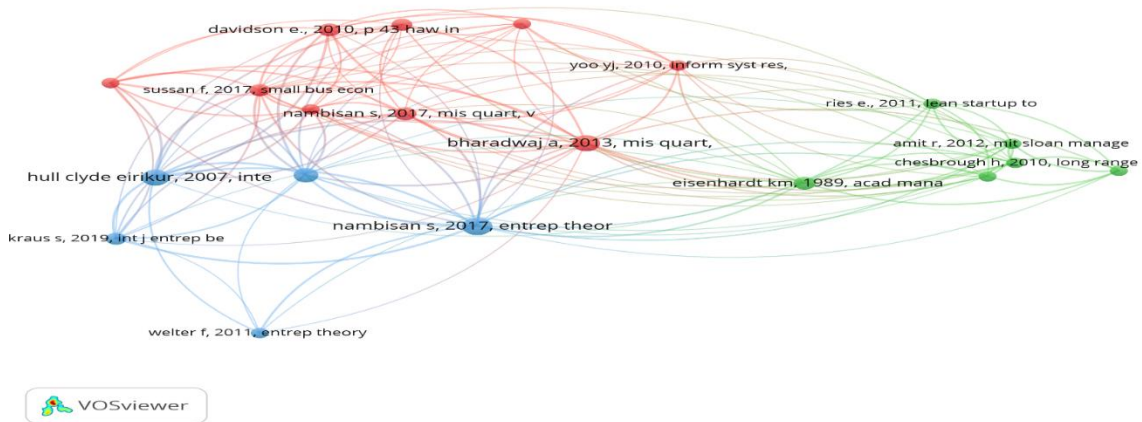 davidson e., 2010, p 43 haw in
yoo yj, 2010, inform syst res,
sussan f, 2017, small bus econ
ries e., 2011, lean startup to
nambisan s, 2017, mis quart, v
bharadwaj a, 2013, mis quart,
amit r, 2012, mit sloan manage
chesbrough h, 2010, long range
hull clyde eirikur, 2007, inte
eisenhardt km, 1989, acad mana
nambisan s, 2017, entrep theor
kraus s, 2019, int j entrep be
welter f, 2011, entrep theory
VOSviewer